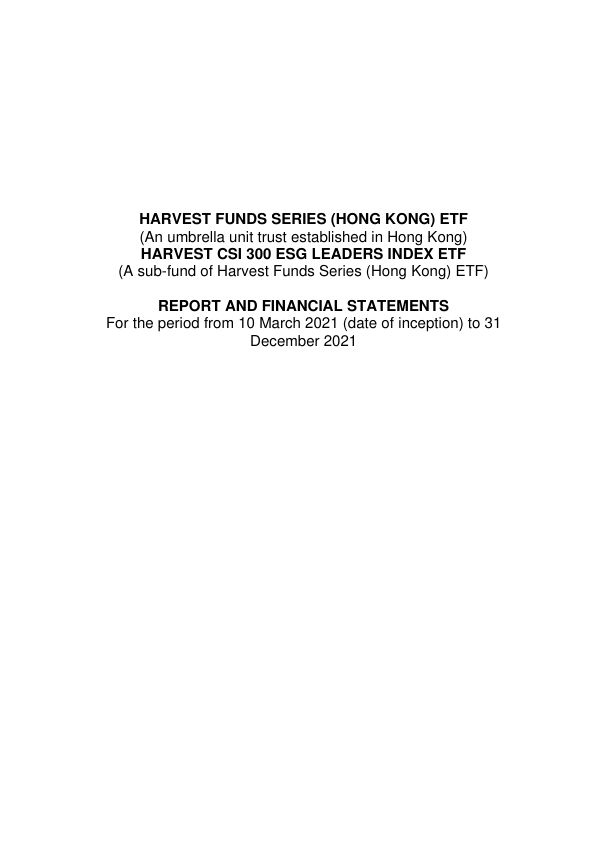 HARVEST FUNDS SERIES (HONG KONG) ETF
(An umbrella unit trust established in Hong Kong)
HARVEST CSI 300 ESG LEADERS INDEX ETF
(A sub-fund of Harvest Funds Series (Hong Kong) ETF)
REPORT AND FINANCIAL STATEMENTS
For the period from 10 March 2021 (date of inception) to 31
December 2021